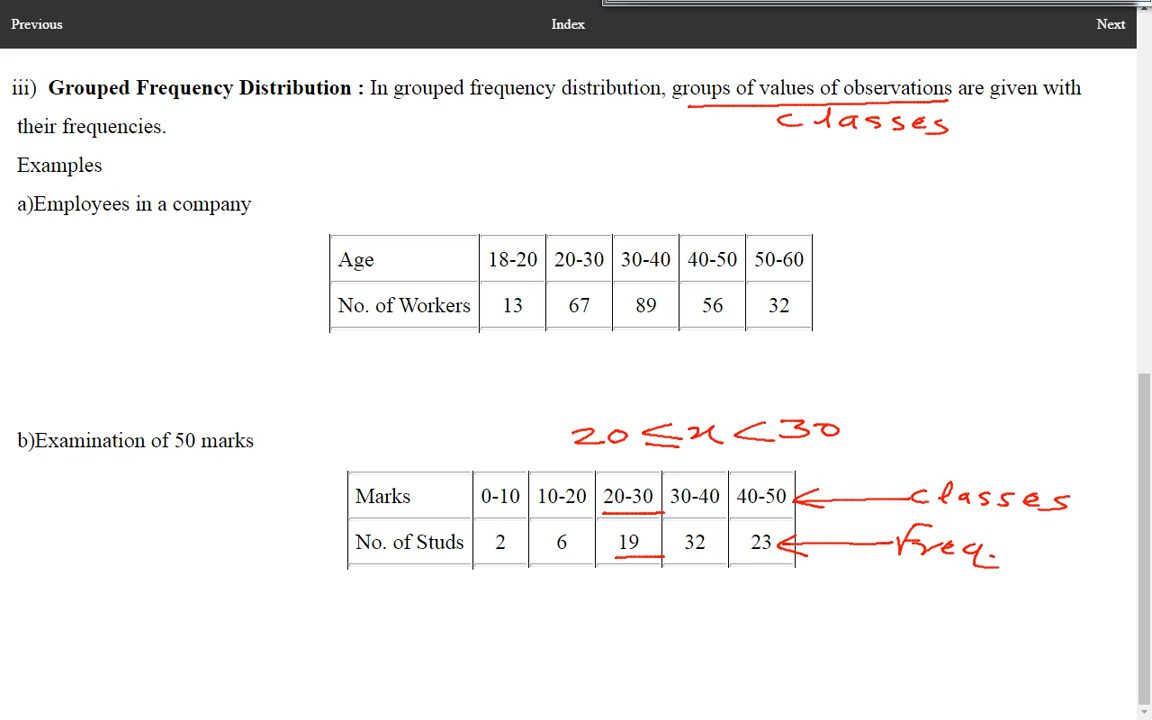 Previous Index Next
iii) Grouped Frequency Distribution : In grouped frequency distribution, groups of values of observations are given with
classes
their frequencies.
Examples
a)Employees in a company
Age 18-20 20-30 30-40 40-50 50-60
No. of Workers 13 67 89 56 32
20 ≤ x < 30
b)Examination of 50 marks
Marks 0-10 10-20 20-30 30-40 40-50 classes
No. of Studs 2 6 19 32 23 Freq.